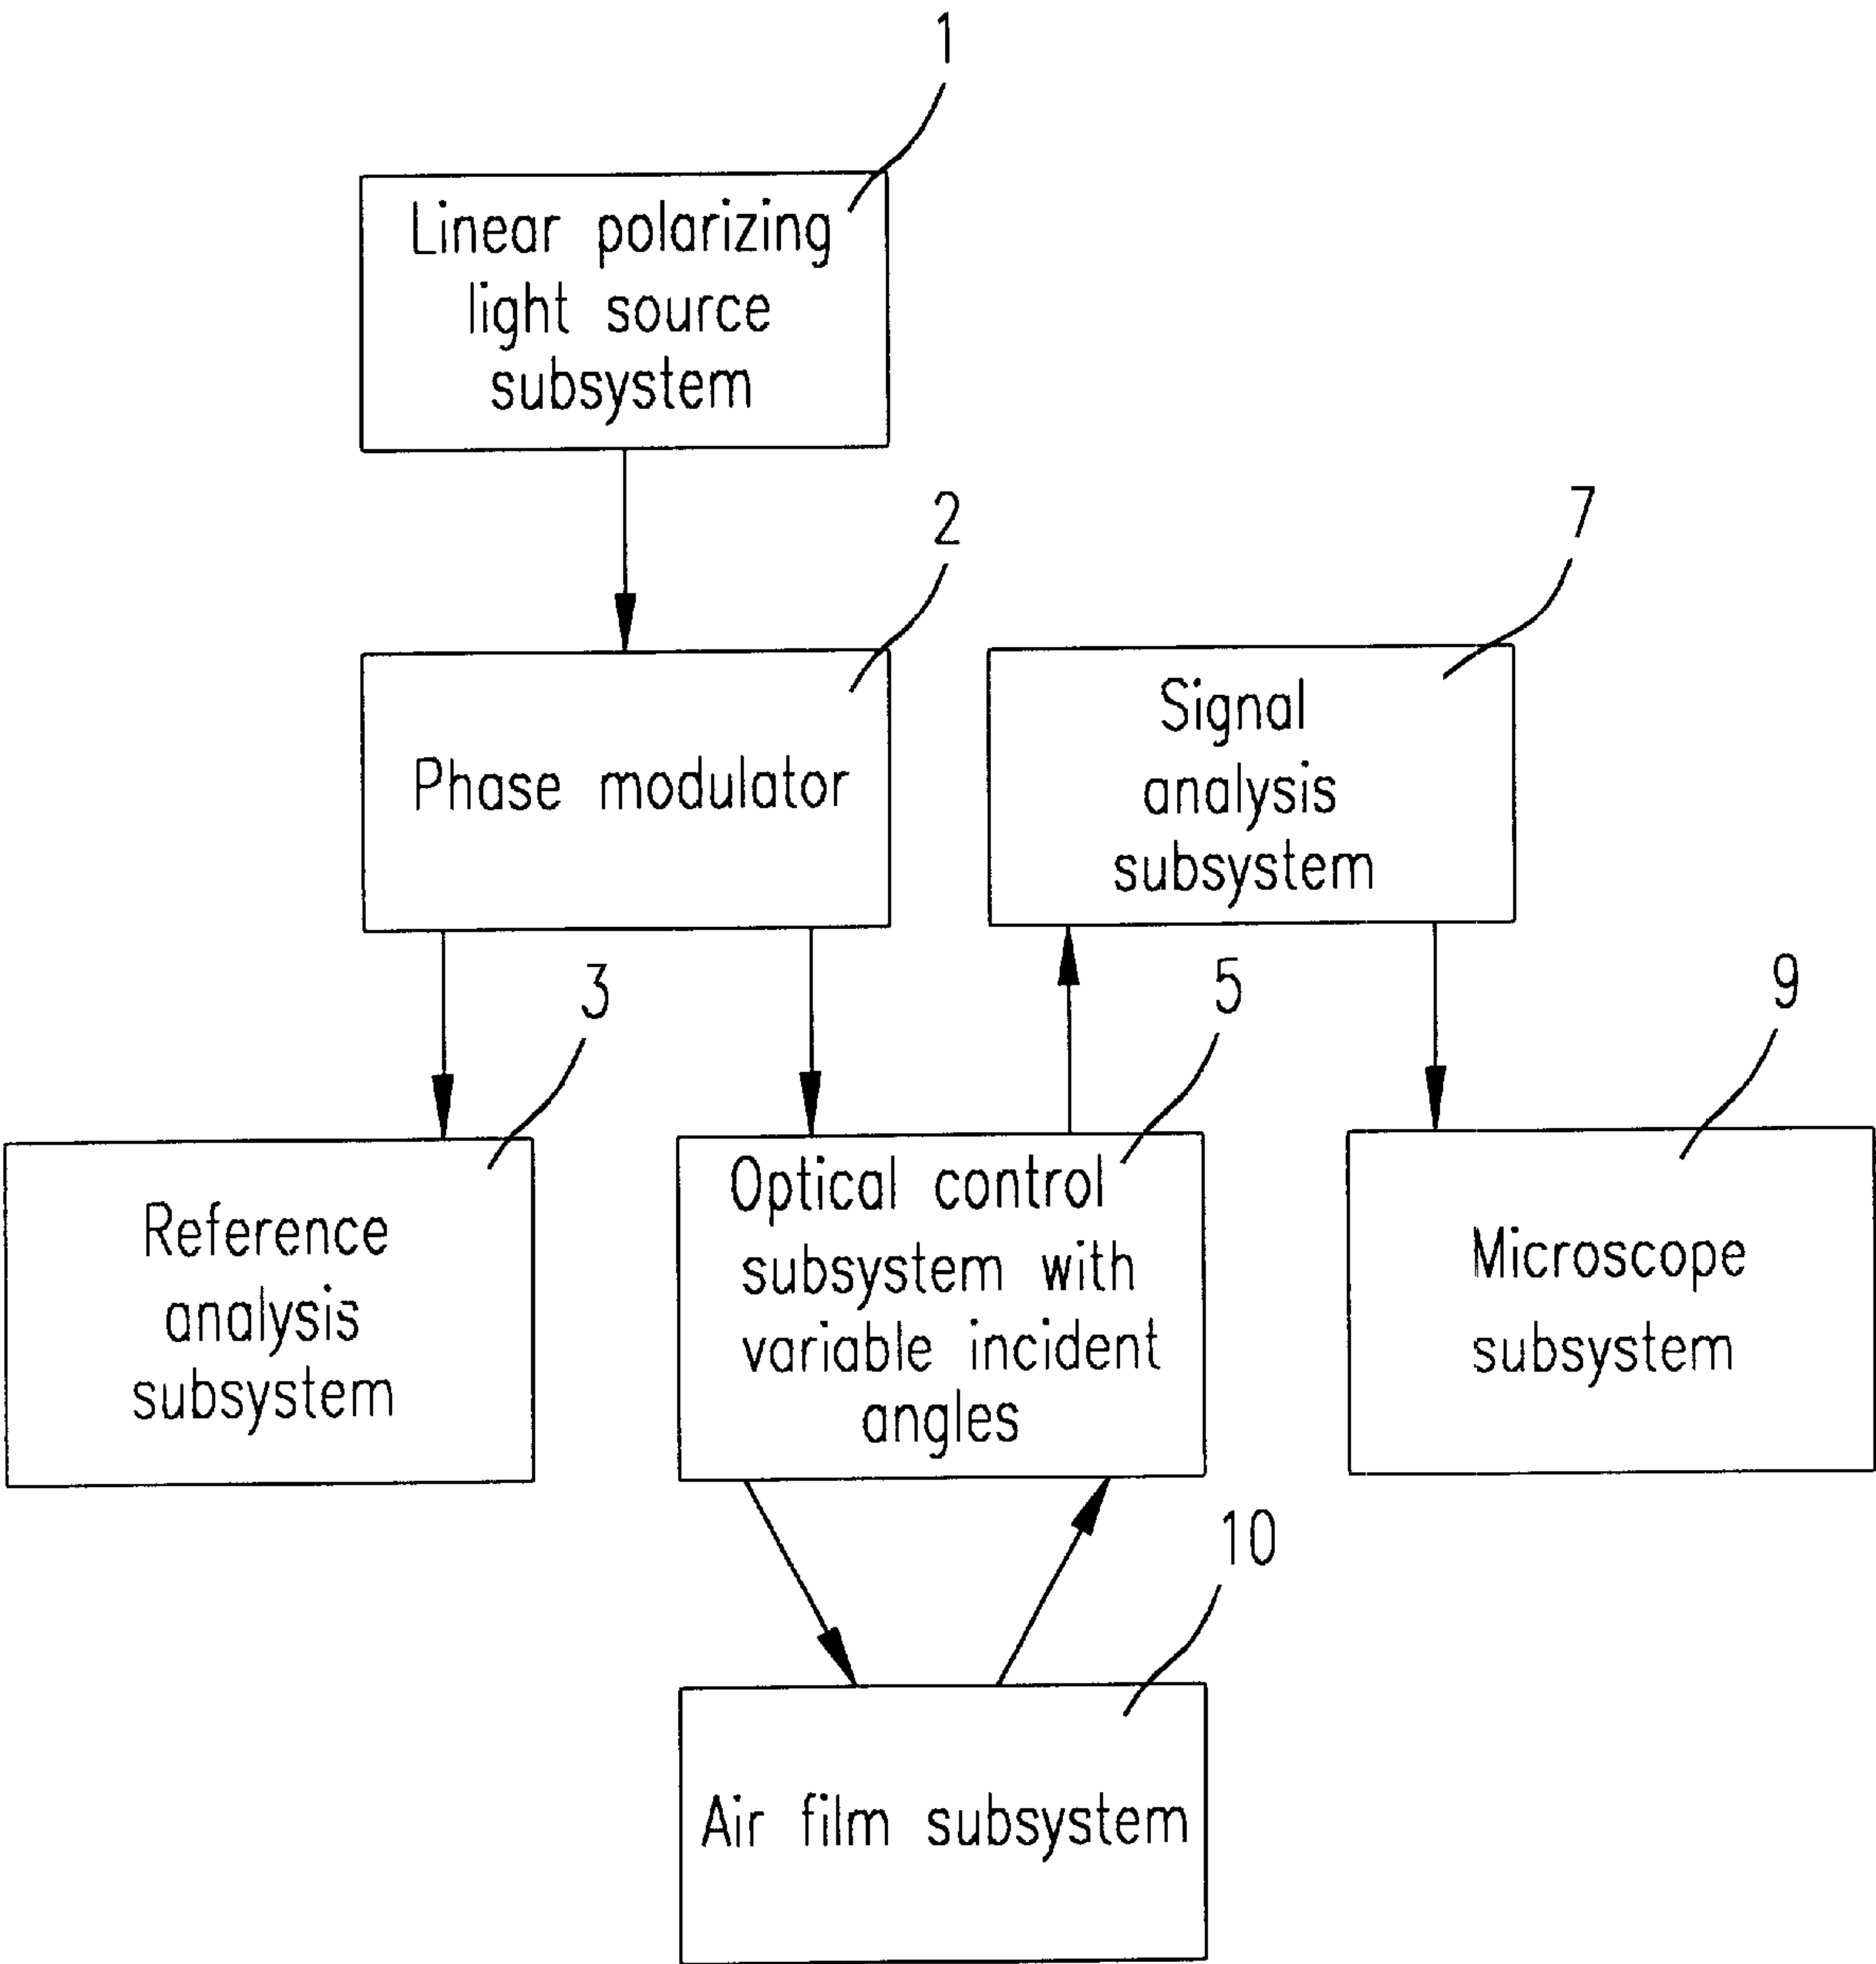 1
Linear polarizing
light source
subsystem
2
Phase modulator
7
Signal
analysis
subsystem
3
Reference
analysis
subsystem
5
Optical control
subsystem with
variable incident
angles
9
Microscope
subsystem
10
Air film subsystem